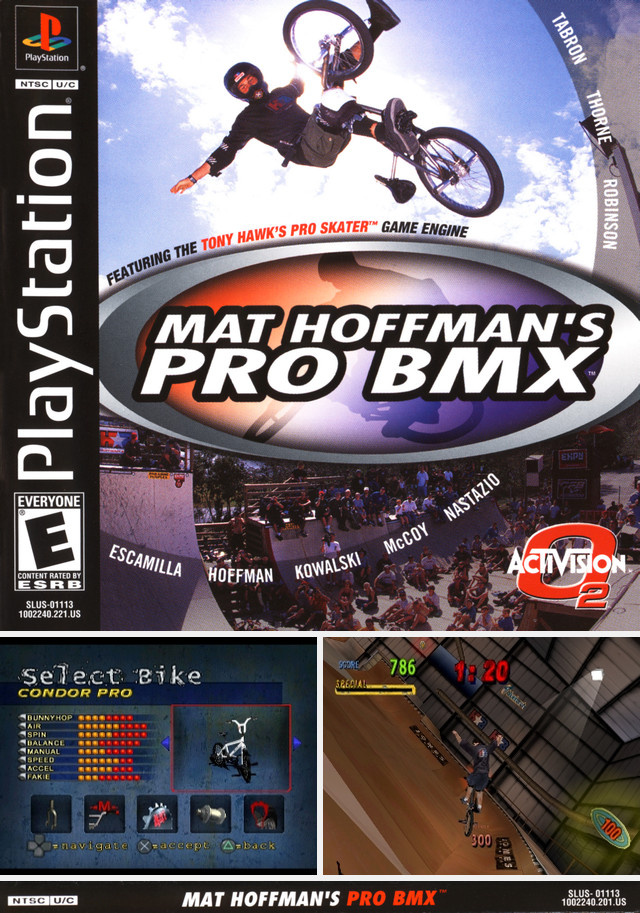 PlayStation
NTSC U/C
PlayStation
TABRON
THORNE
ROBINSON
FEATURING THE TONY HAWK'S PRO SKATER™ GAME ENGINE
MAT HOFFMAN'S
PRO BMX™
ESCAMILLA
HOFFMAN
KOWALSKI
McCOY
NASTAZIO
EVERYONE
E
CONTENT RATED BY
ESRB
SLUS-01113
1002240.221.US
ACTIVISION
O2
Select Bike
CONDOR PRO
BUNNYHOP
AIR
SPIN
BALANCE
MANUAL
SPEED
ACCEL
FAKIE
=navigate =accept =back
SCORE 786 1:20
SPECIAL
300
100
NTSC U/C
MAT HOFFMAN'S PRO BMX™
SLUS- 01113
1002240.201.US